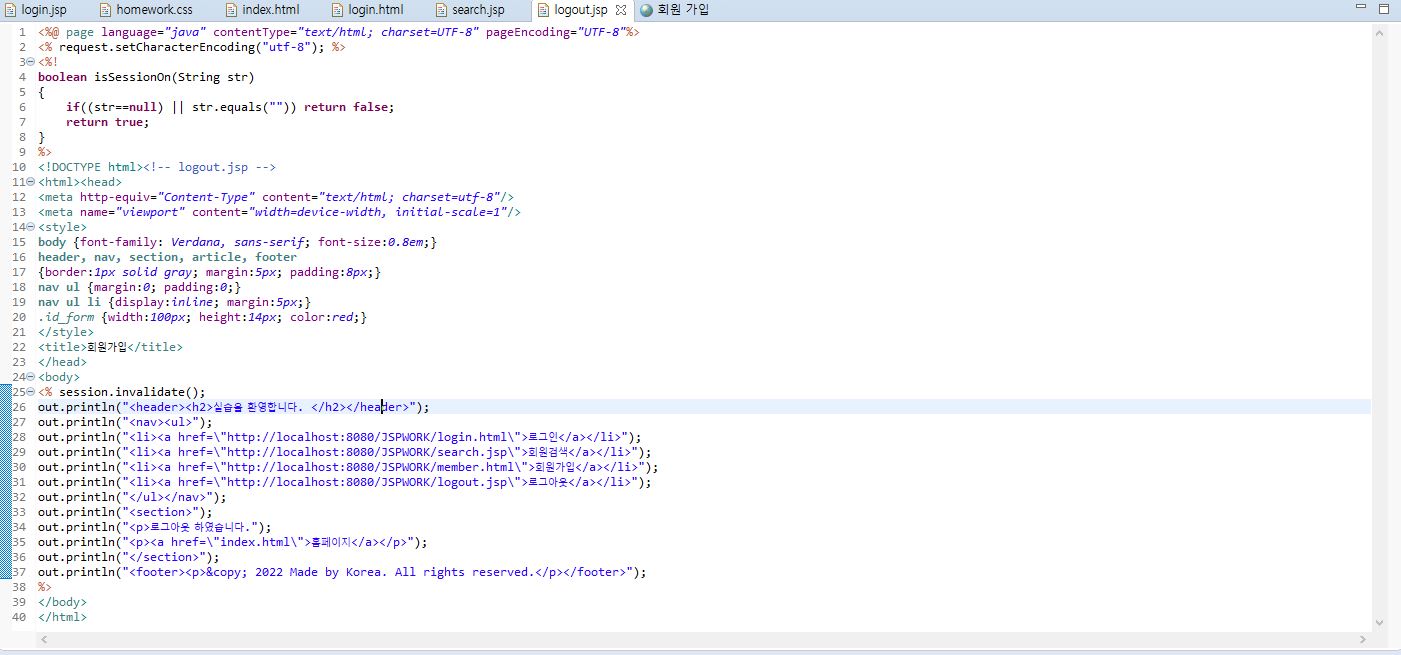 login.jsp homework.css index.html login.html search.jsp logout.jsp 회원 가입
1 <%@ page language="java" contentType="text/html; charset=UTF-8" pageEncoding="UTF-8"%>
2 <% request.setCharacterEncoding("utf-8"); %>
3 <%!
4 boolean isSessionOn(String str)
5 {
6 if((str==null) || str.equals("")) return false;
7 return true;
8 }
9 %>
10 <!DOCTYPE html><!-- logout.jsp -->
11 <html><head>
12 <meta http-equiv="Content-Type" content="text/html; charset=utf-8"/>
13 <meta name="viewport" content="width=device-width, initial-scale=1"/>
14 <style>
15 body {font-family: Verdana, sans-serif; font-size:0.8em;}
16 header, nav, section, article, footer
17 {border:1px solid gray; margin:5px; padding:8px;}
18 nav ul {margin:0; padding:0;}
19 nav ul li {display:inline; margin:5px;}
20 .id_form {width:100px; height:14px; color:red;}
21 </style>
22 <title>회원가입</title>
23 </head>
24 <body>
25 <% session.invalidate();
26 out.println("<header><h2>실습을 환영합니다. </h2></header>");
27 out.println("<nav><ul>");
28 out.println("<li><a href=\"http://localhost:8080/JSPWORK/login.html\">로그인</a></li>");
29 out.println("<li><a href=\"http://localhost:8080/JSPWORK/search.jsp\">회원검색</a></li>");
30 out.println("<li><a href=\"http://localhost:8080/JSPWORK/member.html\">회원가입</a></li>");
31 out.println("<li><a href=\"http://localhost:8080/JSPWORK/logout.jsp\">로그아웃</a></li>");
32 out.println("</ul></nav>");
33 out.println("<section>");
34 out.println("<p>로그아웃 하였습니다.");
35 out.println("<p><a href=\"index.html\">홈페이지</a></p>");
36 out.println("</section>");
37 out.println("<footer><p>&copy; 2022 Made by Korea. All rights reserved.</p></footer>");
38 %>
39 </body>
40 </html>